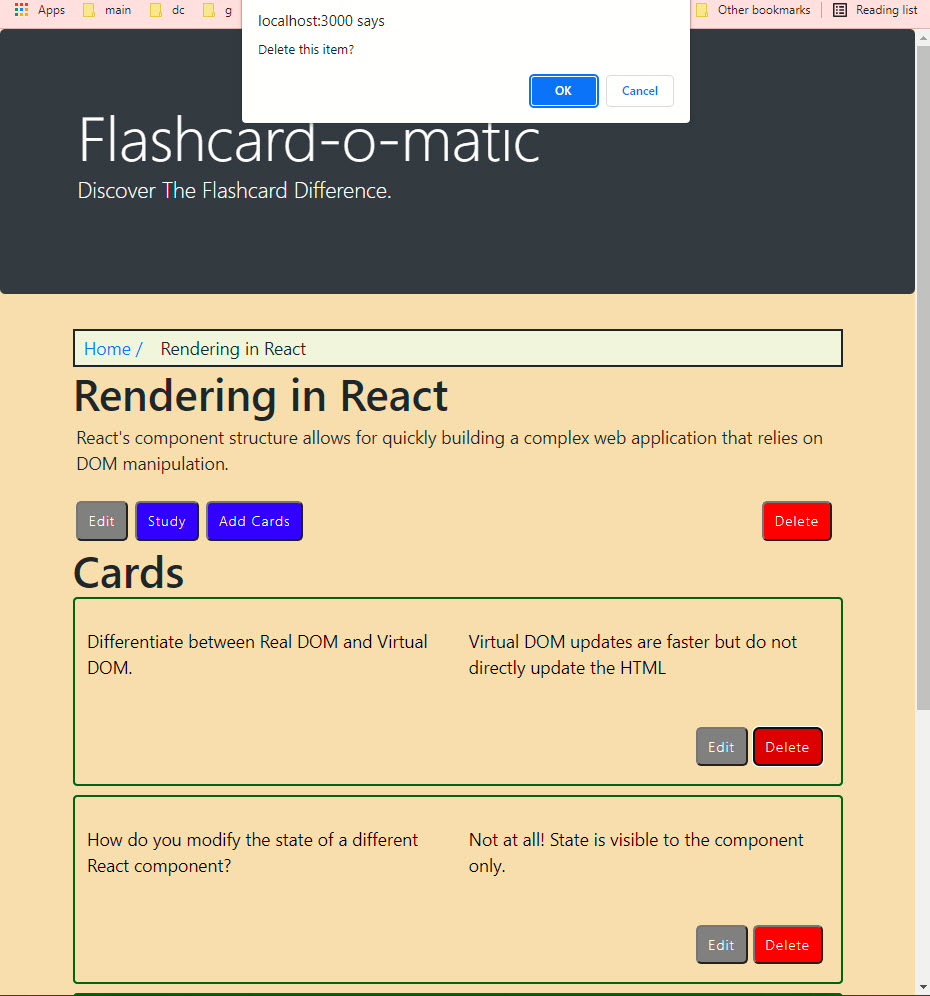 Apps main dc g Other bookmarks Reading list
localhost:3000 says
Delete this item?
OK Cancel
Flashcard-o-matic
Discover The Flashcard Difference.
Home / Rendering in React
Rendering in React
React's component structure allows for quickly building a complex web application that relies on
DOM manipulation.
Edit Study Add Cards Delete
Cards
Differentiate between Real DOM and Virtual
DOM.
Virtual DOM updates are faster but do not
directly update the HTML
Edit Delete
How do you modify the state of a different
React component?
Not at all! State is visible to the component
only.
Edit Delete